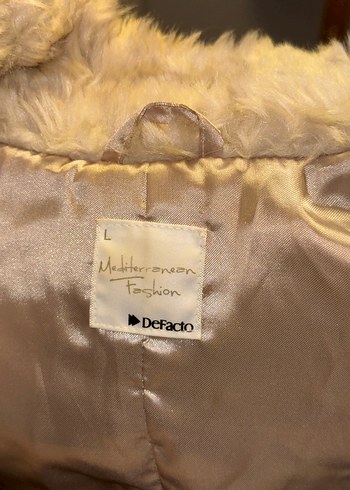 L
Mediterranean
Fashion
DeFacto